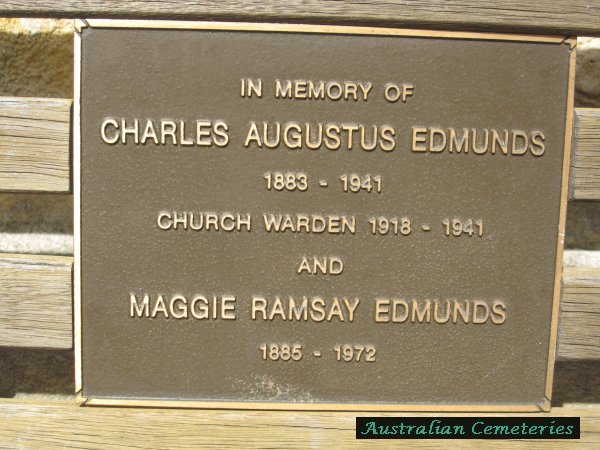 IN MEMORY OF
CHARLES AUGUSTUS EDMUNDS
1883 - 1941
CHURCH WARDEN 1918 - 1941
AND
MAGGIE RAMSAY EDMUNDS
1885 - 1972
Australian Cemeteries